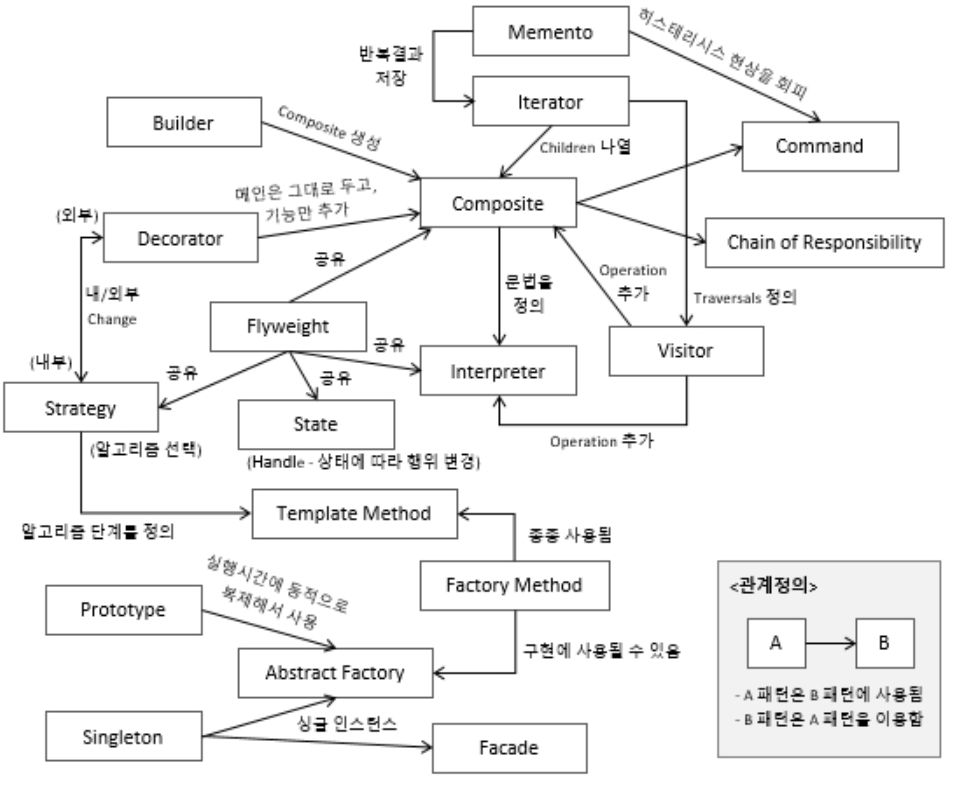 Memento
히스테리시스 현상을 회피
반복결과
저장
Iterator
Builder
Composite 생성
Children 나열
Command
메인은 그대로 두고,
기능만 추가
Composite
(외부)
Decorator
Chain of Responsibility
공유
내/외부
Change
Operation
추가
문법을
정의
Traversals 정의
Flyweight
공유
Visitor
(내부)
공유
공유
Interpreter
Strategy
State
(알고리즘 선택)
Operation 추가
(Handle - 상태에 따라 행위 변경)
Template Method
알고리즘 단계를 정의
종종 사용됨
실행시간에 동적으로
복제해서 사용
Factory Method
<관계정의>
Prototype
A
B
구현에 사용될 수 있음
Abstract Factory
- A 패턴은 B 패턴에 사용됨
- B 패턴은 A 패턴을 이용함
싱글 인스턴스
Singleton
Facade